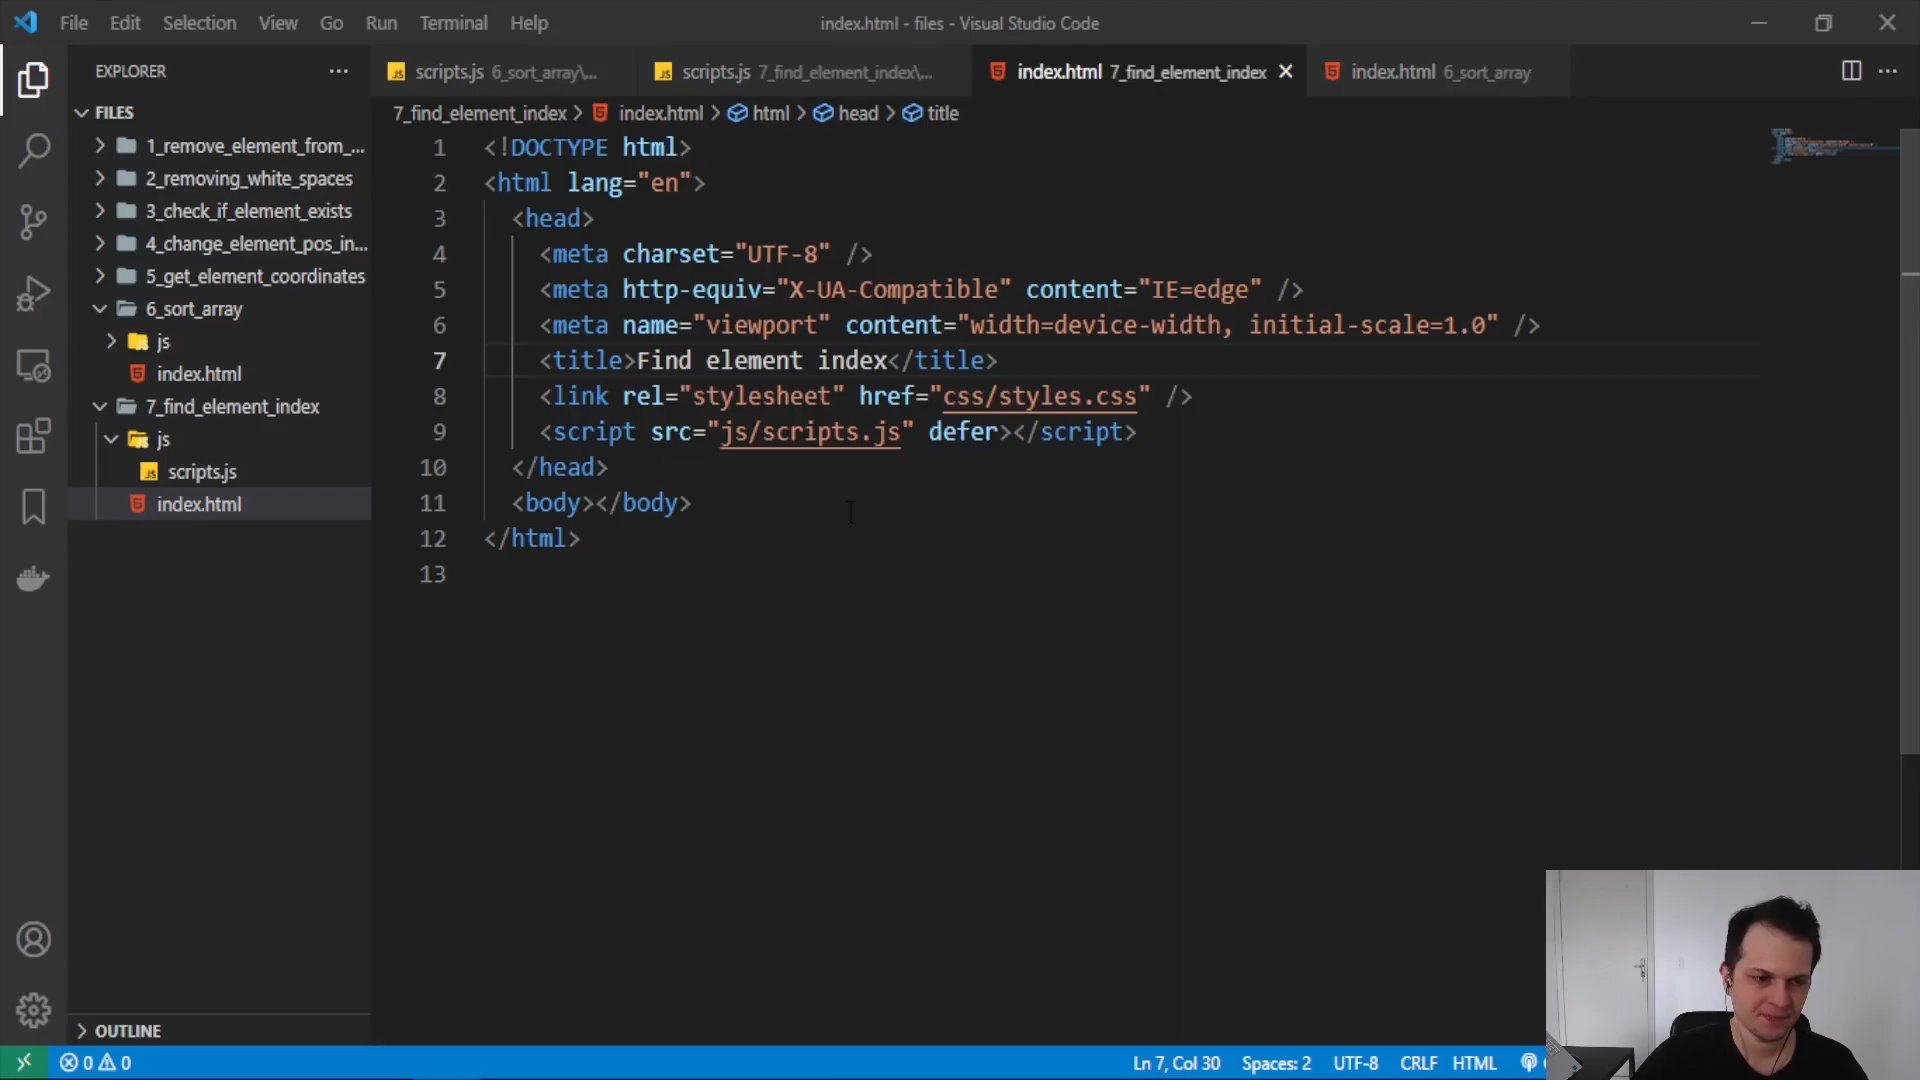 File Edit Selection View Go Run Terminal Help
index.html - files - Visual Studio Code
EXPLORER
FILES
1_remove_element_from_...
2_removing_white_spaces
3_check_if_element_exists
4_change_element_pos_in...
5_get_element_coordinates
6_sort_array
js
index.html
7_find_element_index
js
scripts.js
index.html
OUTLINE
scripts.js 6_sort_array\...
scripts.js 7_find_element_index\...
index.html 7_find_element_index
index.html 6_sort_array
7_find_element_index > index.html > html > head > title
1 <!DOCTYPE html>
2 <html lang="en">
3 <head>
4 <meta charset="UTF-8" />
5 <meta http-equiv="X-UA-Compatible" content="IE=edge" />
6 <meta name="viewport" content="width=device-width, initial-scale=1.0" />
7 <title>Find element index</title>
8 <link rel="stylesheet" href="css/styles.css" />
9 <script src="js/scripts.js" defer></script>
10 </head>
11 <body></body>
12 </html>
13
0 0
Ln 7, Col 30 Spaces: 2 UTF-8 CRLF HTML